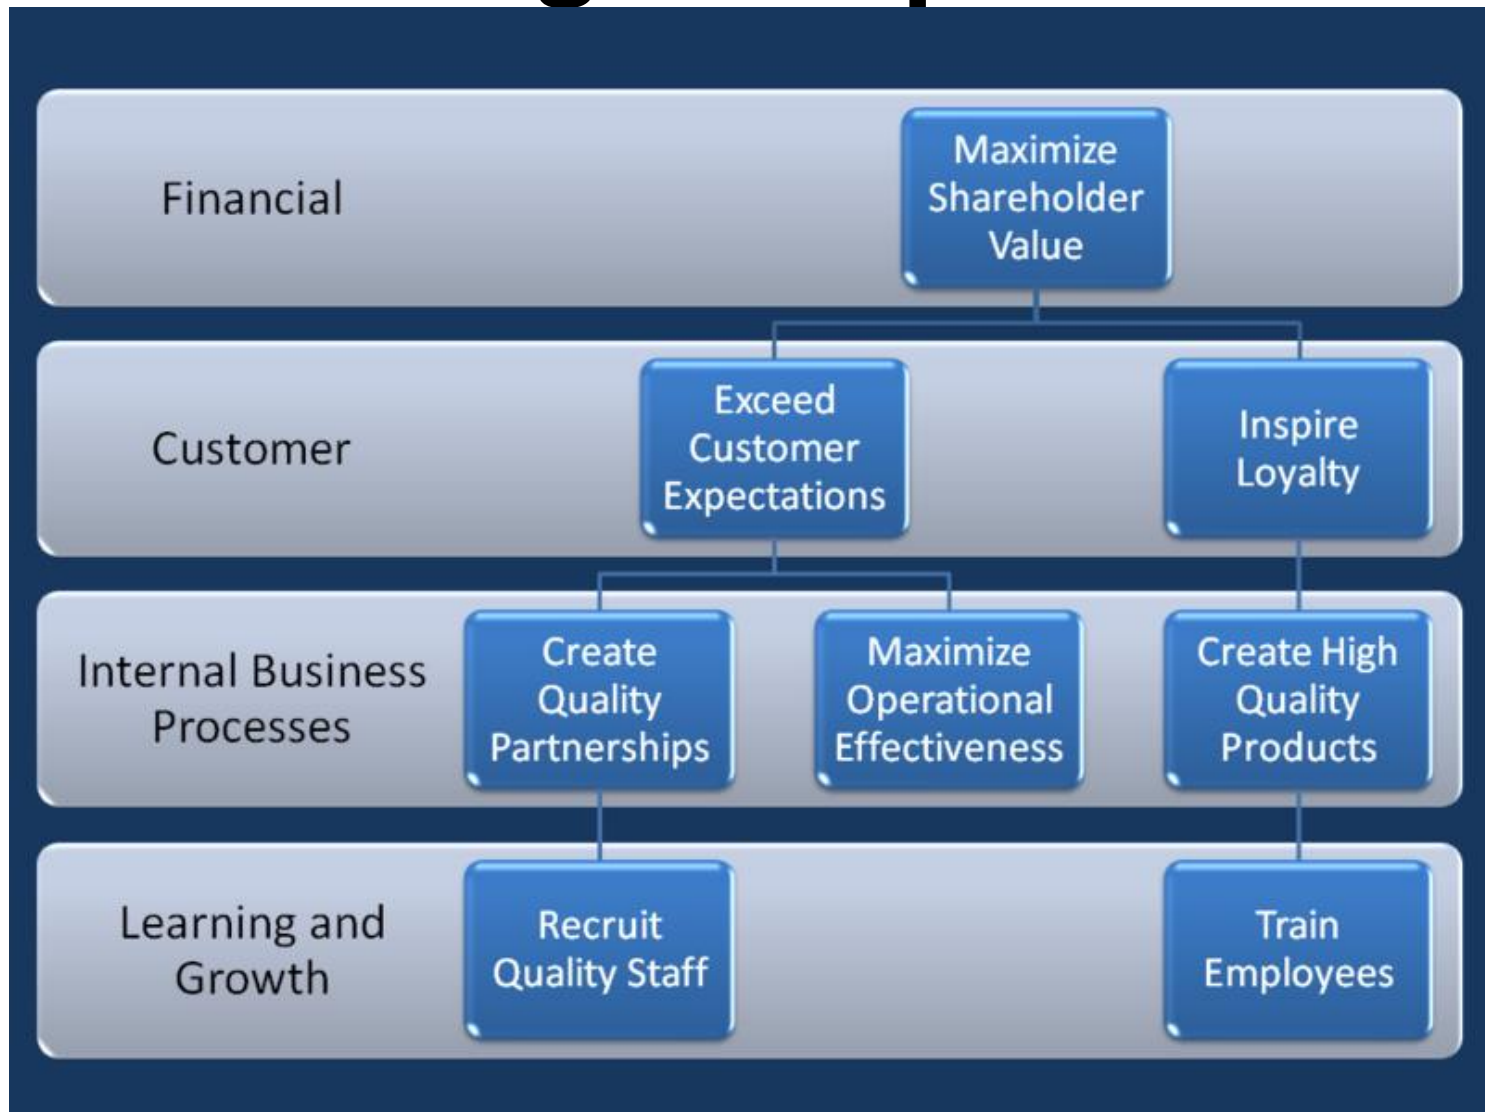 Financial
Maximize
Shareholder
Value
Customer
Exceed
Customer
Expectations
Inspire
Loyalty
Internal Business
Processes
Create
Quality
Partnerships
Maximize
Operational
Effectiveness
Create High
Quality
Products
Learning and
Growth
Recruit
Quality Staff
Train
Employees